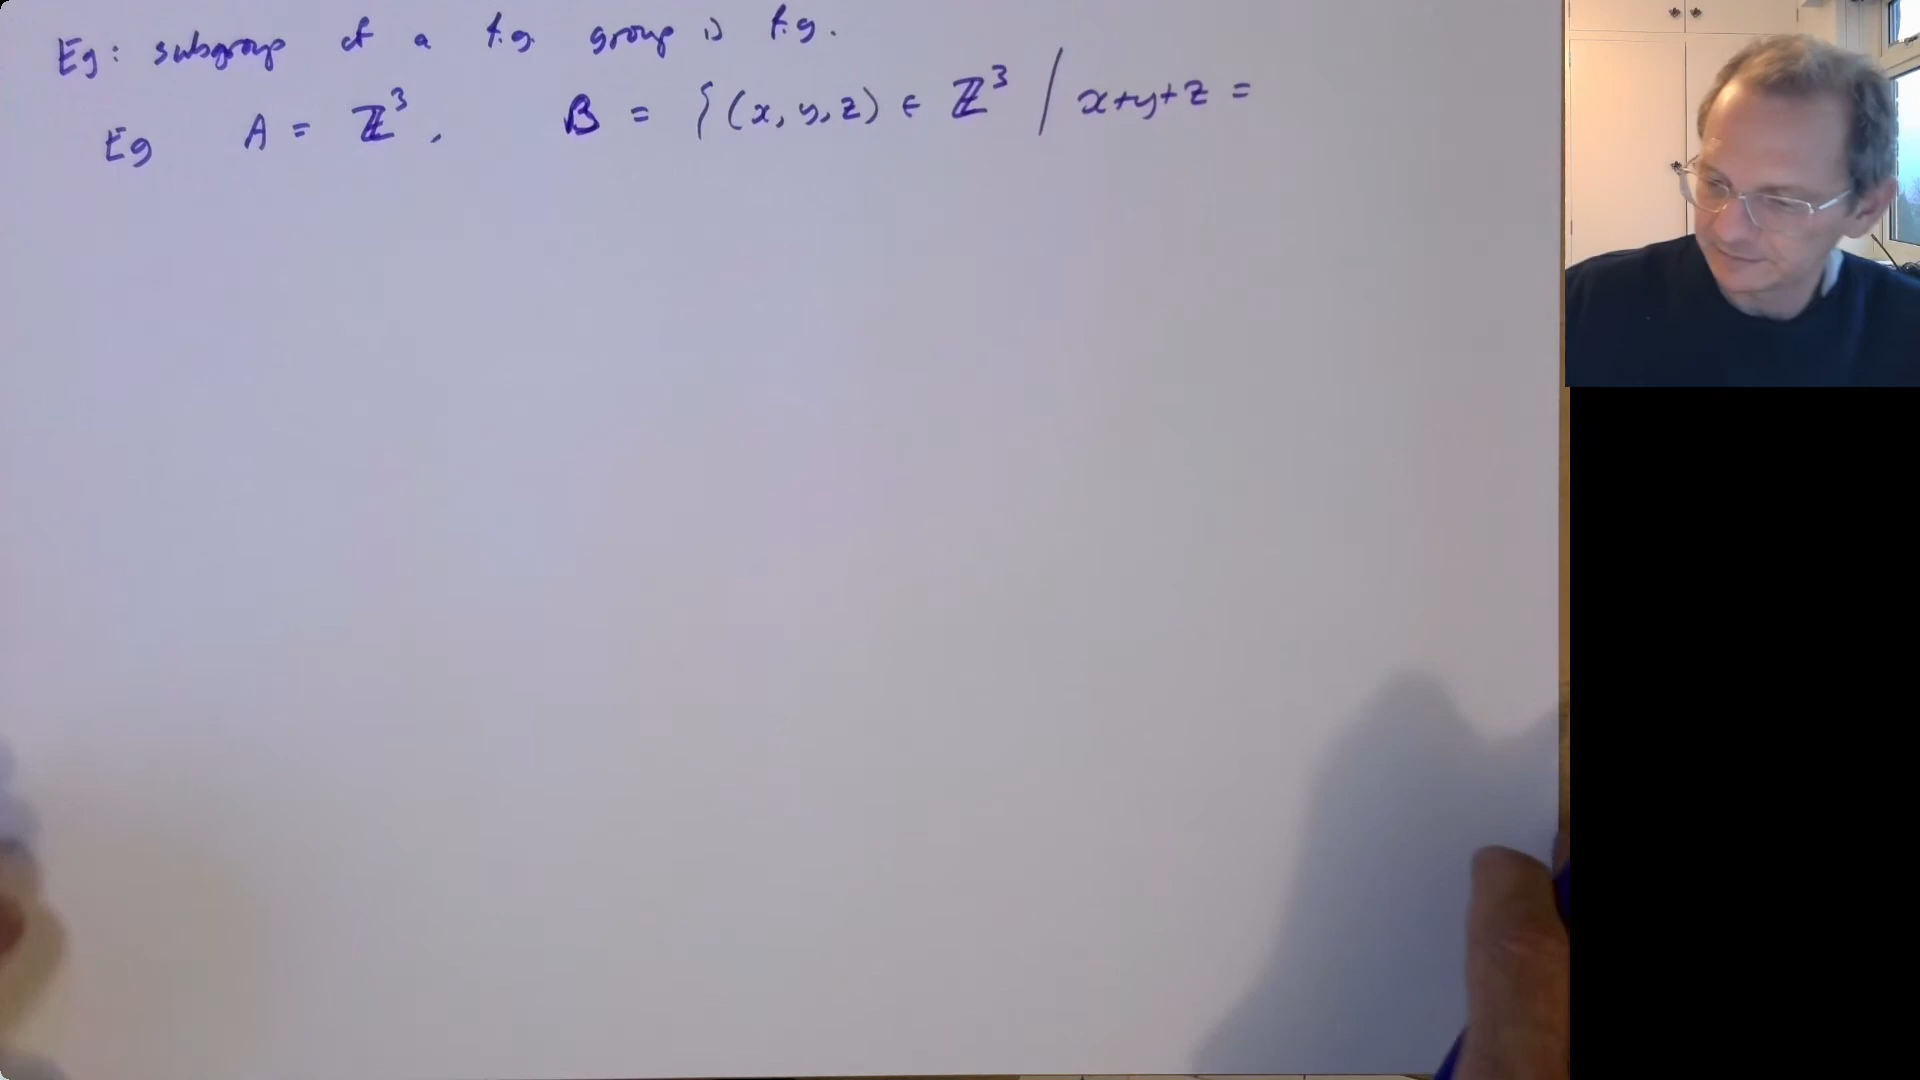 Eg: subgroup of a f.g. group is f.g.
Eg A = ℤ³, B = {(x, y, z) ∈ ℤ³ / x+y+z =